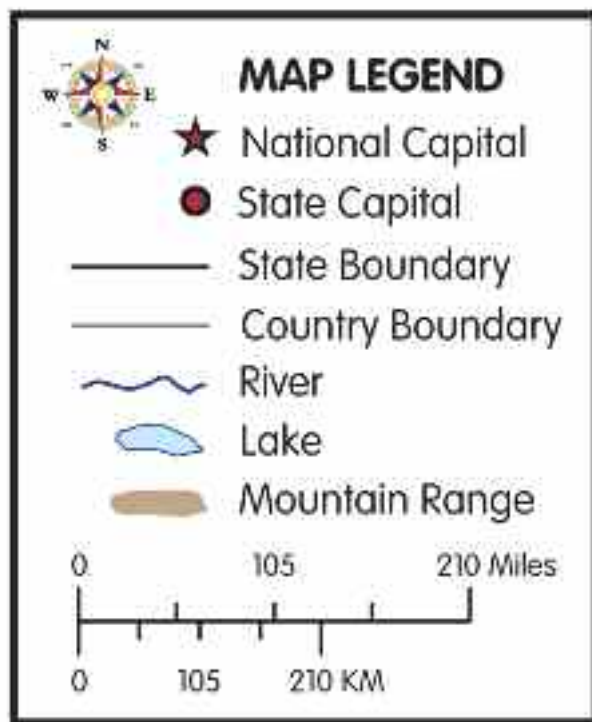 N
W E
S
MAP LEGEND
National Capital
State Capital
State Boundary
Country Boundary
River
Lake
Mountain Range
0 105 210 Miles
0 105 210 KM